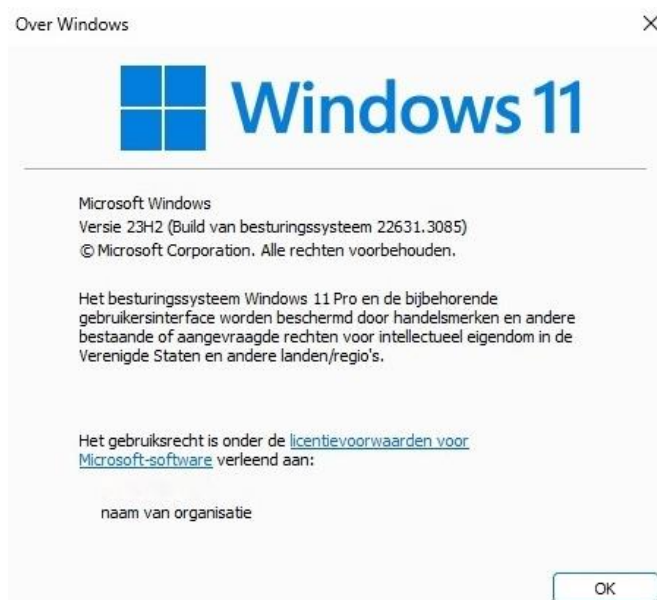 Over Windows
Windows 11
Microsoft Windows
Versie 23H2 (Build van besturingssysteem 22631.3085)
© Microsoft Corporation. Alle rechten voorbehouden.
Het besturingssysteem Windows 11 Pro en de bijbehorende
gebruikersinterface worden beschermd door handelsmerken en andere
bestaande of aangevraagde rechten voor intellectueel eigendom in de
Verenigde Staten en andere landen/regio's.
Het gebruiksrecht is onder de licentievoorwaarden voor
Microsoft-software verleend aan:
naam van organisatie
OK